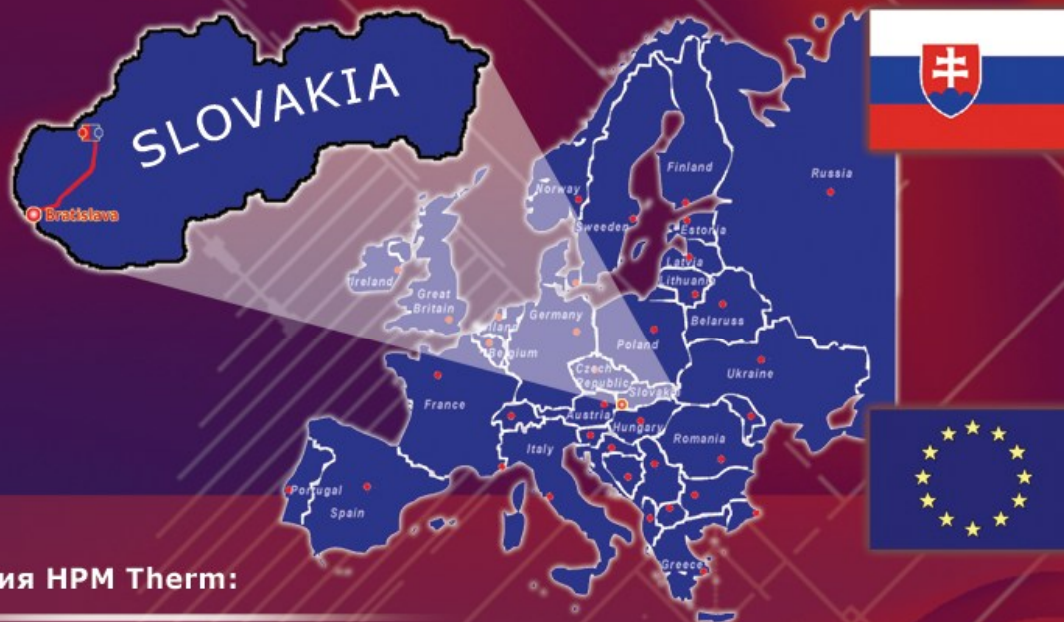 SLOVAKIA
Bratislava
Finland
Russia
Norway
Sweden
Estonia
Latvia
Lithuania
Ireland
Great
Britain
Germany
Belaruss
Belgium
Poland
Czech
Republic
Ukraine
Slovakia
France
Austria
Hungary
Romania
Italy
Portugal
Spain
Greece
ия HPM Therm: